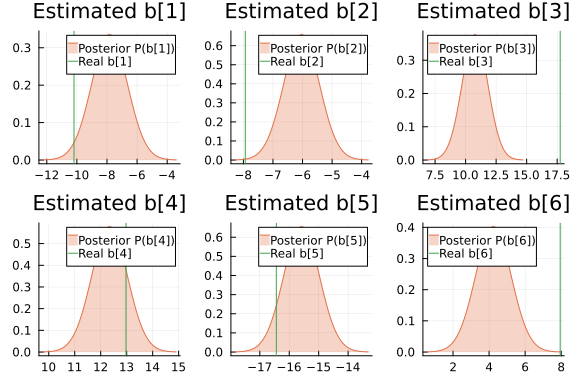 Estimated b[1] Estimated b[2] Estimated b[3]
Posterior P(b[1])
Real b[1]
0.3
0.2
0.1
0.0
−12 −10 −8 −6 −4
Posterior P(b[2])
Real b[2]
0.6
0.5
0.4
0.3
0.2
0.1
0.0
−8 −7 −6 −5 −4
Posterior P(b[3])
Real b[3]
0.3
0.2
0.1
0.0
7.5 10.0 12.5 15.0 17.5
Estimated b[4] Estimated b[5] Estimated b[6]
Posterior P(b[4])
Real b[4]
0.5
0.4
0.3
0.2
0.1
0.0
10 11 12 13 14 15
Posterior P(b[5])
Real b[5]
0.6
0.5
0.4
0.3
0.2
0.1
0.0
−17 −16 −15 −14
Posterior P(b[6])
Real b[6]
0.4
0.3
0.2
0.1
0.0
2 4 6 8